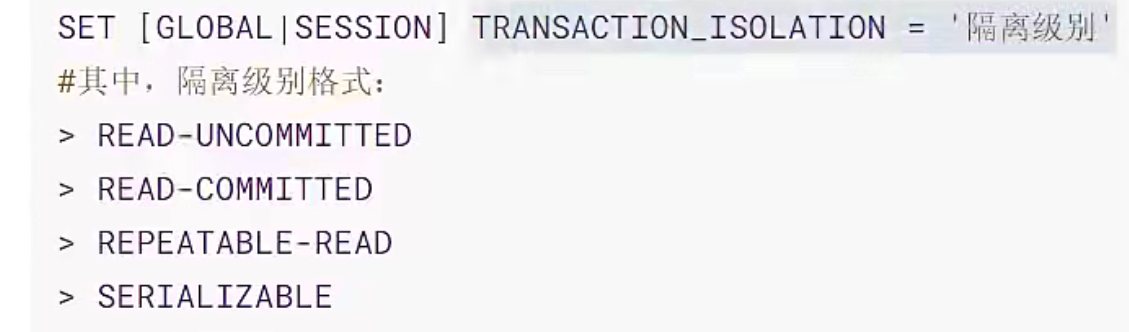 SET [GLOBAL|SESSION] TRANSACTION_ISOLATION = '隔离级别'
#其中，隔离级别格式：
> READ-UNCOMMITTED
> READ-COMMITTED
> REPEATABLE-READ
> SERIALIZABLE